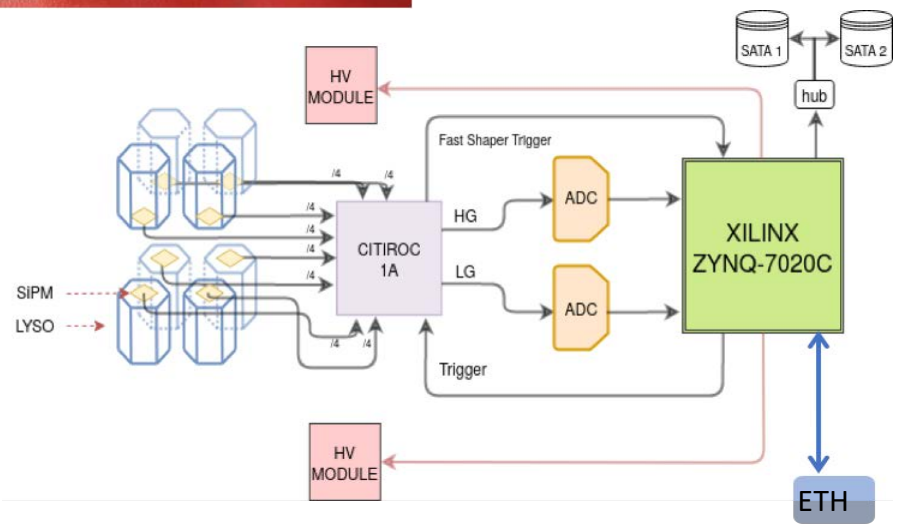 SATA 1
SATA 2
HV
MODULE
hub
Fast Shaper Trigger
/4
/4
/4
/4
/4
/4
HG
ADC
CITIROC
1A
XILINX
ZYNQ-7020C
LG
ADC
SiPM
LYSO
/4
/4
Trigger
HV
MODULE
ETH